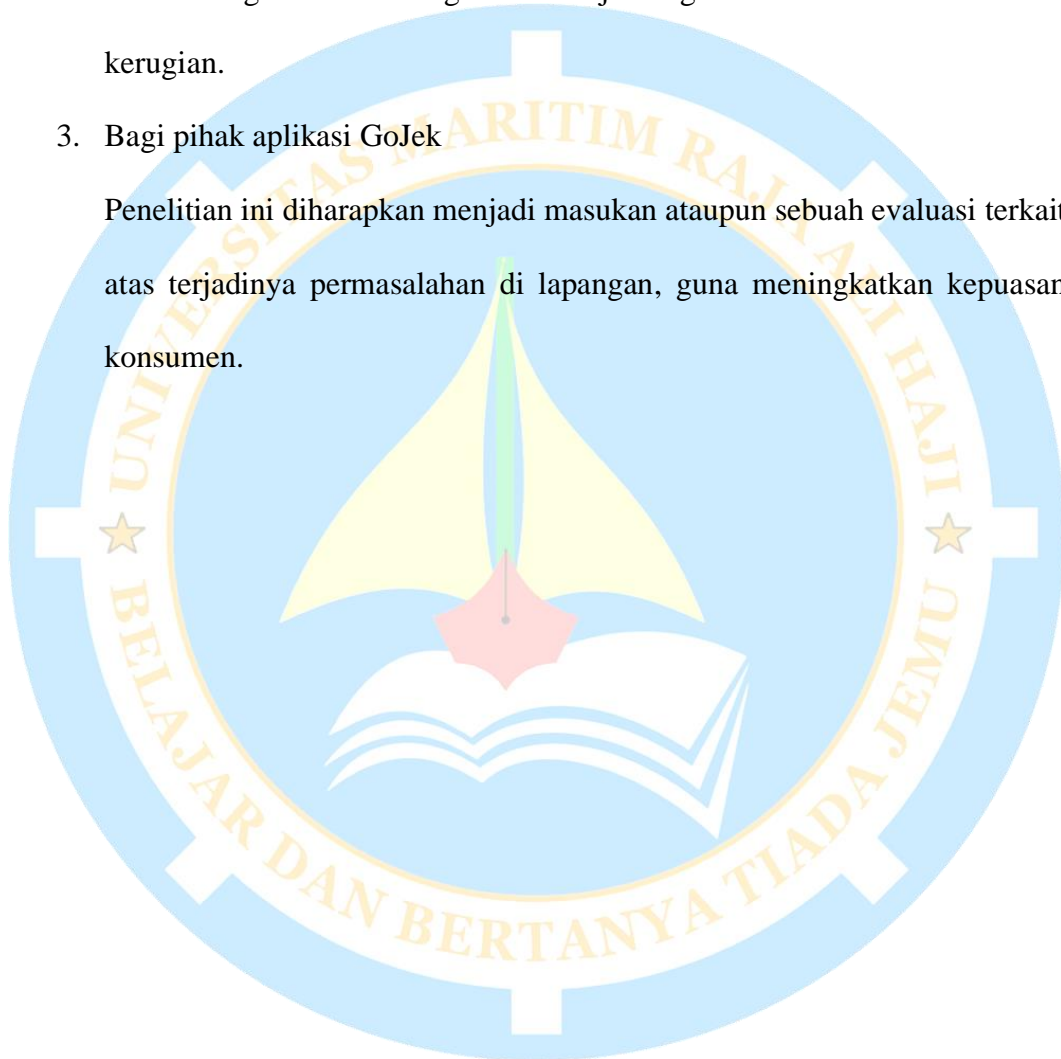 kerugian.
3. Bagi pihak aplikasi GoJek
Penelitian ini diharapkan menjadi masukan ataupun sebuah evaluasi terkait
atas terjadinya permasalahan di lapangan, guna meningkatkan kepuasan
konsumen.
UNIVERSITAS MARITIM RAJA ALI HAJI
BELAJAR DAN BERTANYA TIADA JEMU